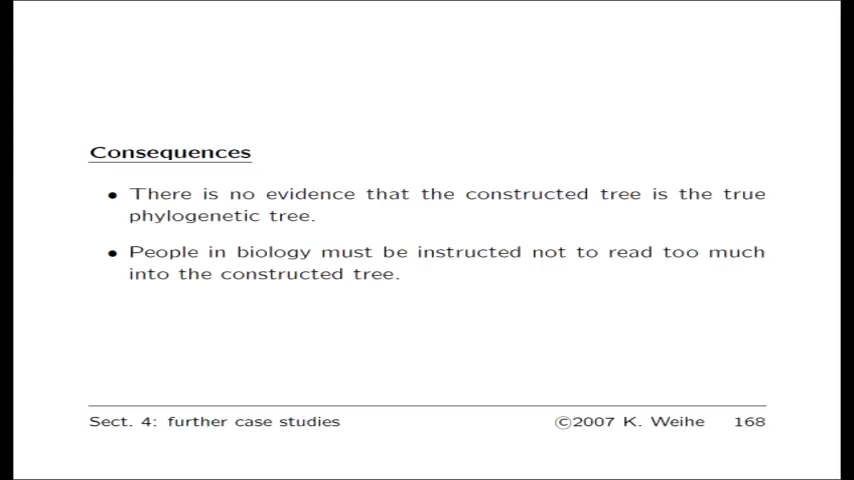 Consequences
• There is no evidence that the constructed tree is the true
phylogenetic tree.
• People in biology must be instructed not to read too much
into the constructed tree.
Sect. 4: further case studies ©2007 K. Weihe 168